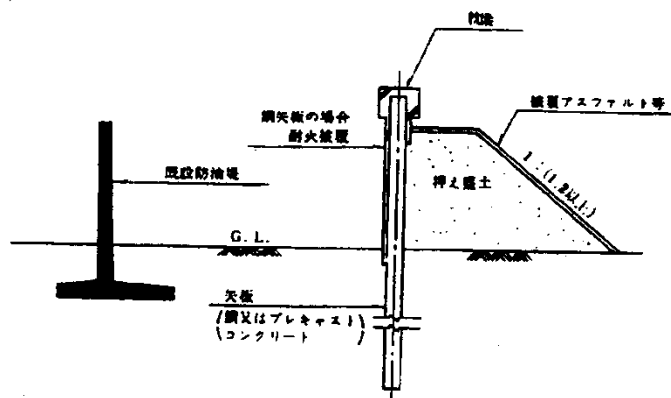 鋼矢板の場合
耐火被覆
被覆アスファルト等
既設防油堤
押え盛土
1:(1.2以上)
G.L.
矢板
(鋼又はプレキャスト)
コンクリート